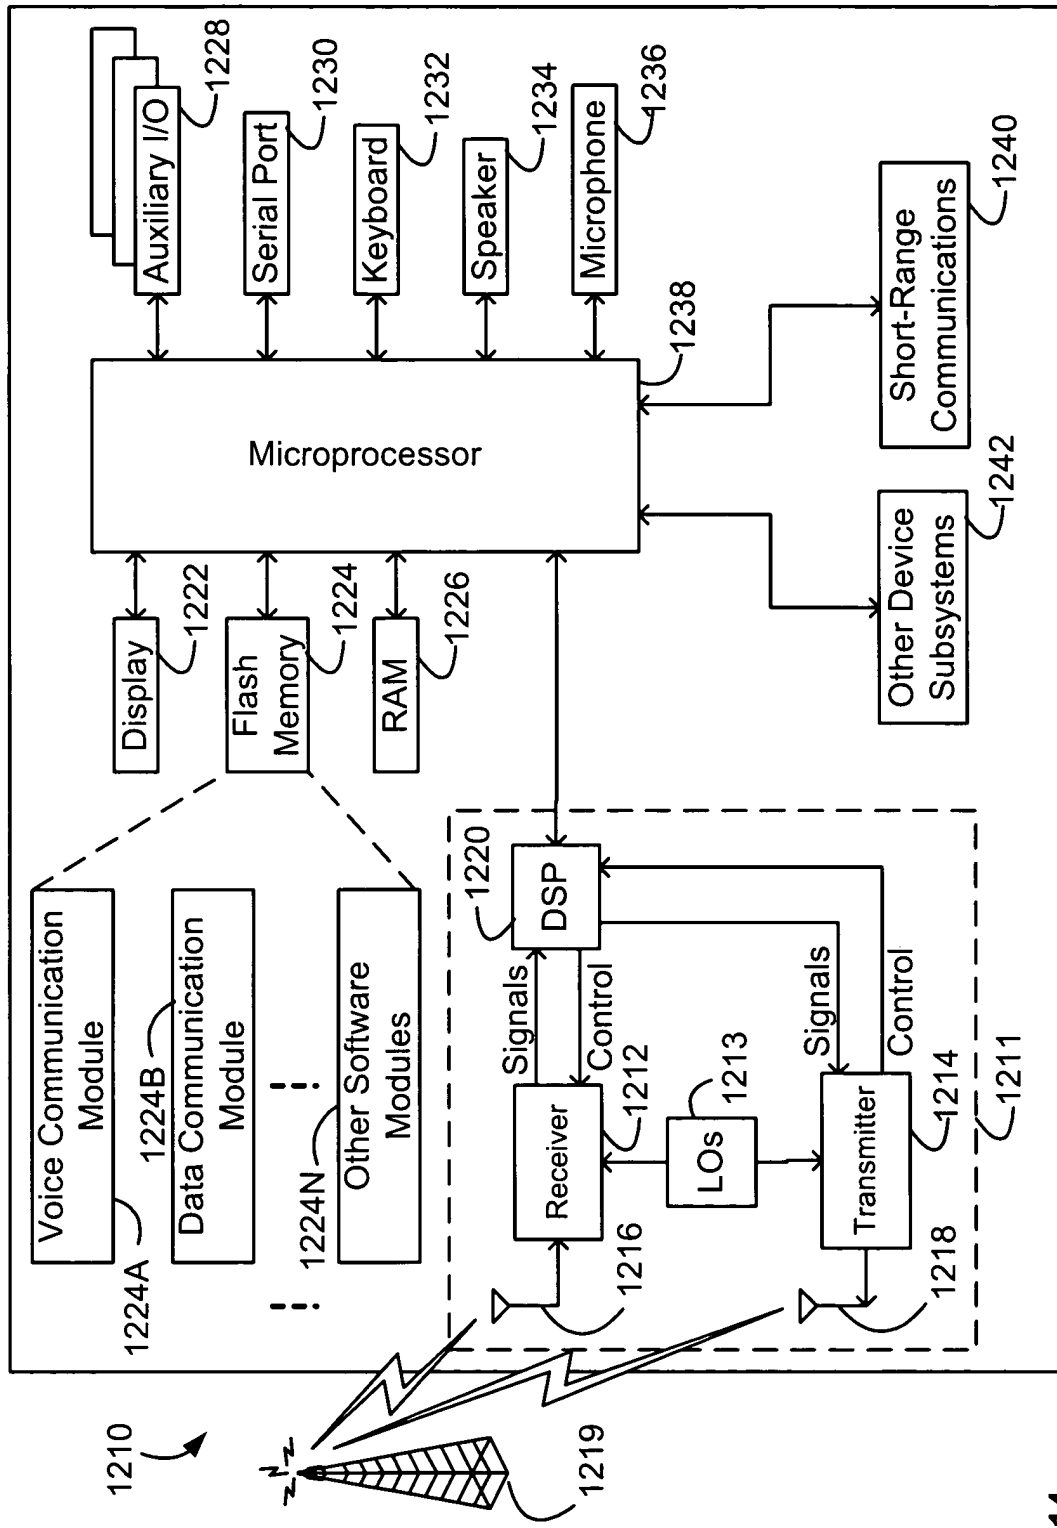 1210
1219
Voice Communication
Module
1224A
Data Communication
Module
1224B
Other Software
Modules
1224N
Display
1222
Flash
Memory
1224
RAM
1226
Microprocessor
1238
Auxiliary I/O
1228
Serial Port
1230
Keyboard
1232
Speaker
1234
Microphone
1236
Short-Range
Communications
1240
Other Device
Subsystems
1242
DSP
1220
Signals
Control
Receiver
1212
1216
LOs
1213
Signals
Control
Transmitter
1214
1218
1211